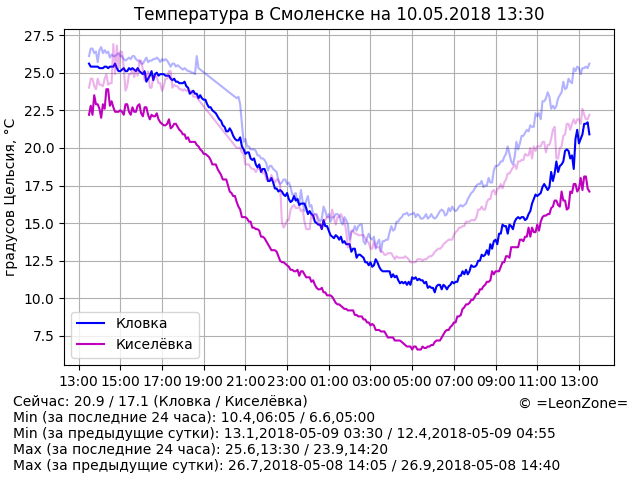 Температура в Смоленске на 10.05.2018 13:30
градусов Цельсия, °C
27.5
25.0
22.5
20.0
17.5
15.0
12.5
10.0
7.5
Кловка
Киселёвка
13:00 15:00 17:00 19:00 21:00 23:00 01:00 03:00 05:00 07:00 09:00 11:00 13:00
Сейчас: 20.9 / 17.1 (Кловка / Киселёвка)
© =LeonZone=
Min (за последние 24 часа): 10.4,06:05 / 6.6,05:00
Min (за предыдущие сутки): 13.1,2018-05-09 03:30 / 12.4,2018-05-09 04:55
Max (за последние 24 часа): 25.6,13:30 / 23.9,14:20
Max (за предыдущие сутки): 26.7,2018-05-08 14:05 / 26.9,2018-05-08 14:40